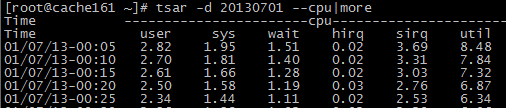 [root@cache161 ~]# tsar -d 20130701 --cpu|more
Time ---------------------cpu---------------------
Time user sys wait hirq sirq util
01/07/13-00:05 2.82 1.95 1.51 0.02 3.69 8.48
01/07/13-00:10 2.70 1.81 1.40 0.02 3.31 7.84
01/07/13-00:15 2.61 1.66 1.28 0.02 3.03 7.32
01/07/13-00:20 2.50 1.58 1.19 0.03 2.76 6.87
01/07/13-00:25 2.34 1.44 1.11 0.02 2.53 6.34